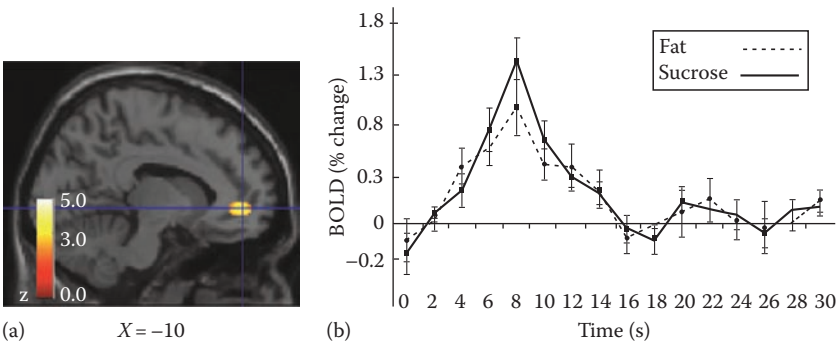 5.0
3.0
z 0.0
(a) X = –10
BOLD (% change)
1.8
1.3
0.8
0.3
0
–0.2
Fat
Sucrose
0 2 4 6 8 10 12 14 16 18 20 22 24 26 28 30
(b) Time (s)